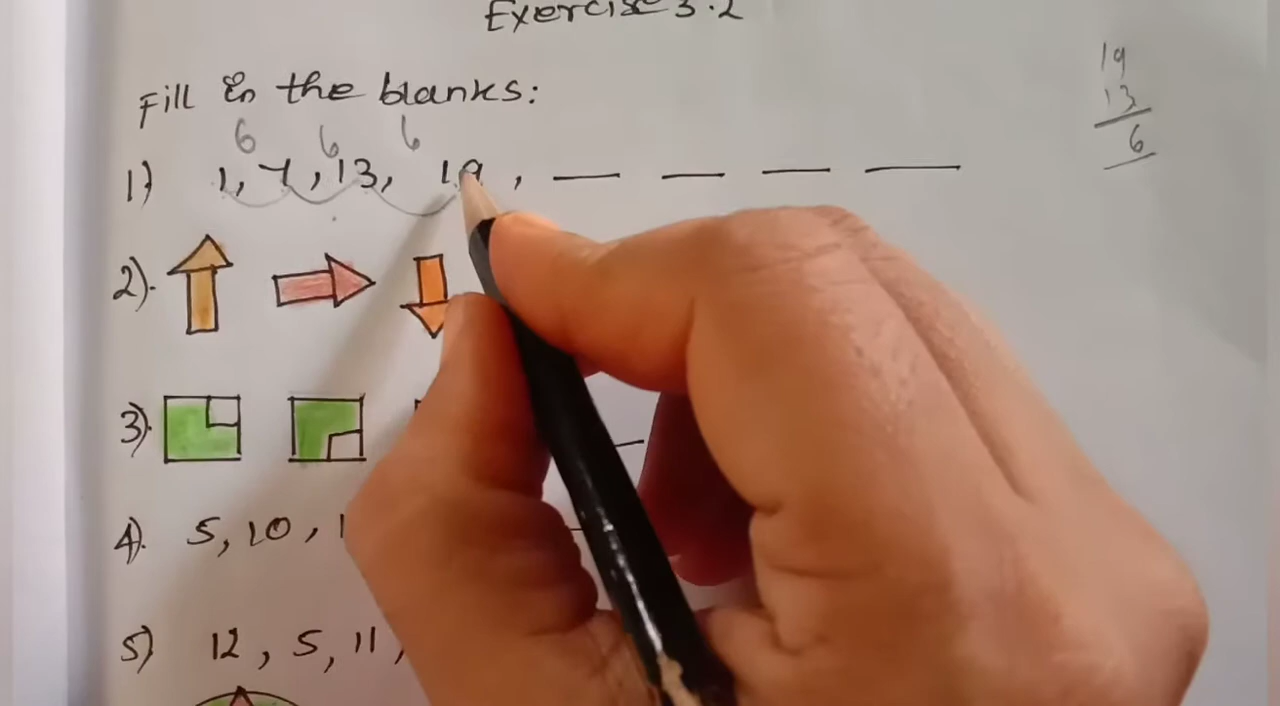 Exercise 3.2
Fill in the blanks:
6 6 6
1) 1, 7, 13, 19, — — — —
2).
3).
4). 5, 10, 1
5) 12, 5, 11,
19
13
6